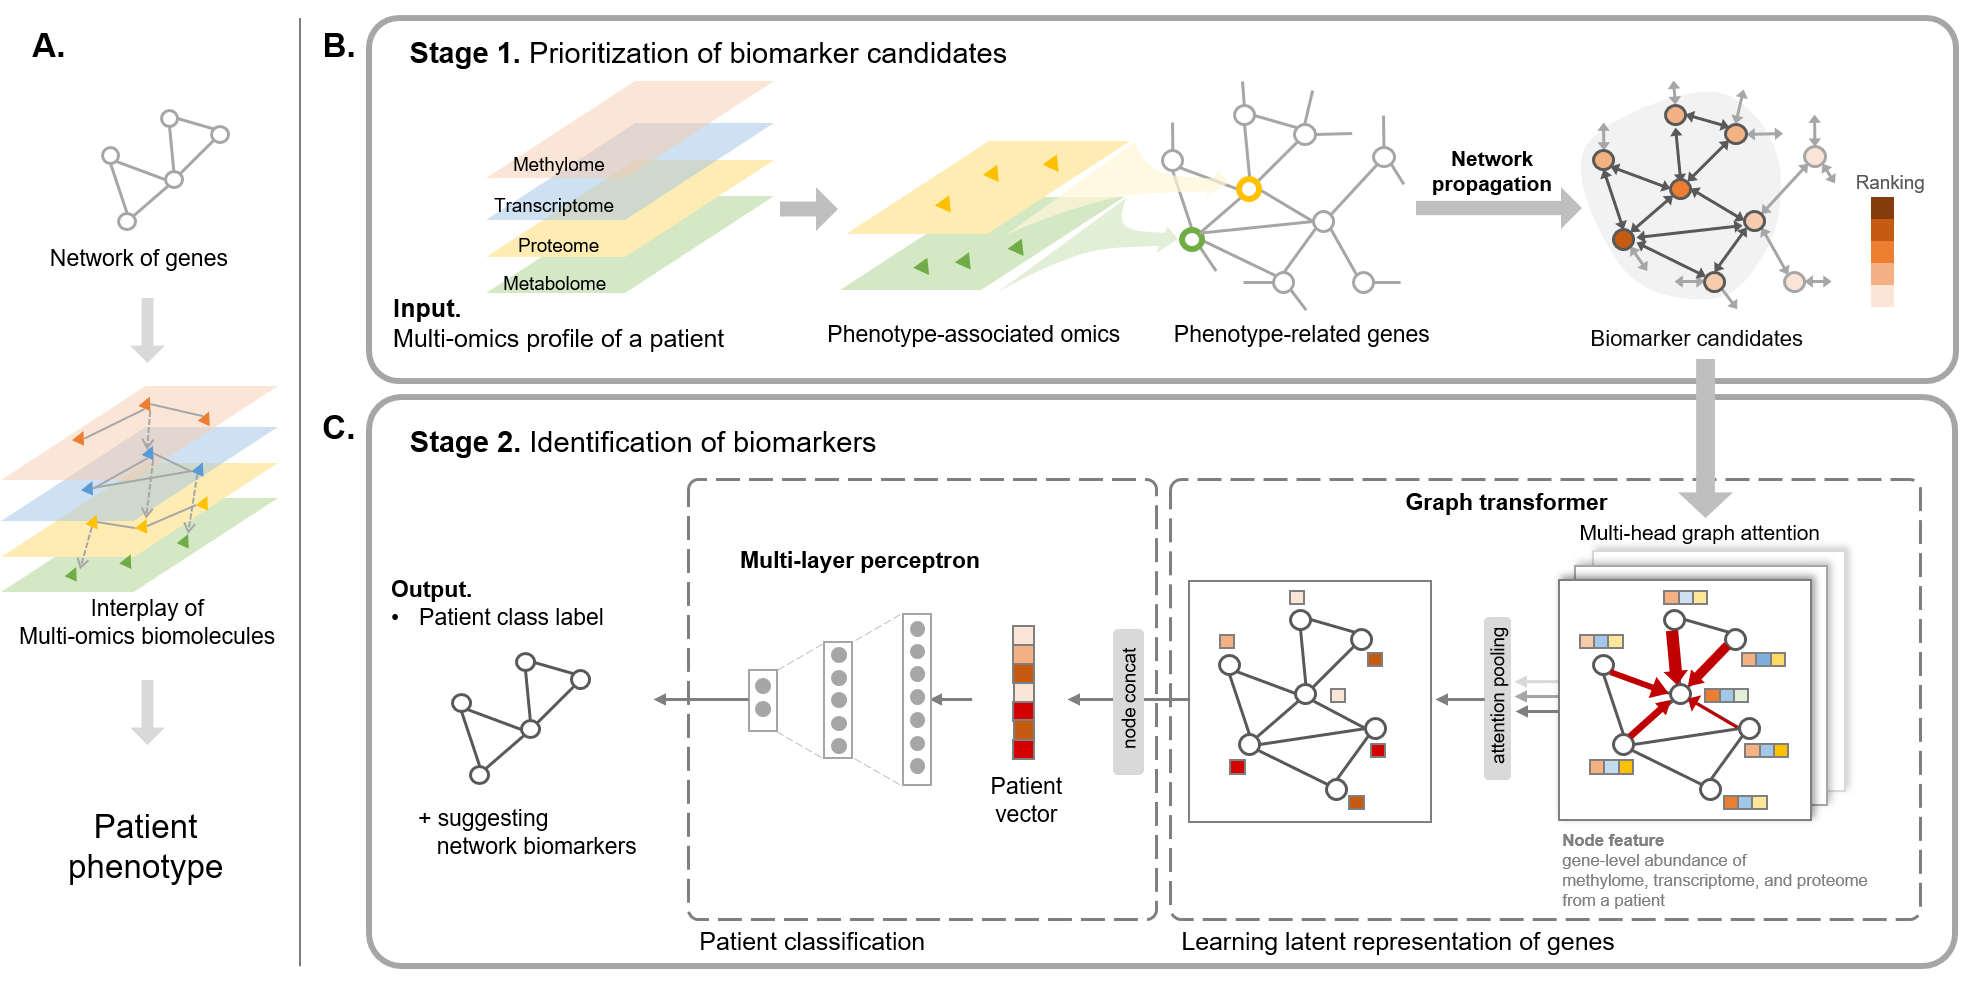 A.
Network of genes
Interplay of
Multi-omics biomolecules
Patient
phenotype
B.
Stage 1. Prioritization of biomarker candidates
Methylome
Transcriptome
Proteome
Metabolome
Input.
Multi-omics profile of a patient
Phenotype-associated omics
Phenotype-related genes
Network
propagation
Biomarker candidates
Ranking
C.
Stage 2. Identification of biomarkers
Graph transformer
Multi-head graph attention
attention pooling
Node feature
gene-level abundance of
methylome, transcriptome, and proteome
from a patient
Learning latent representation of genes
node concat
Multi-layer perceptron
Patient
vector
Patient classification
Output.
• Patient class label
+ suggesting
network biomarkers